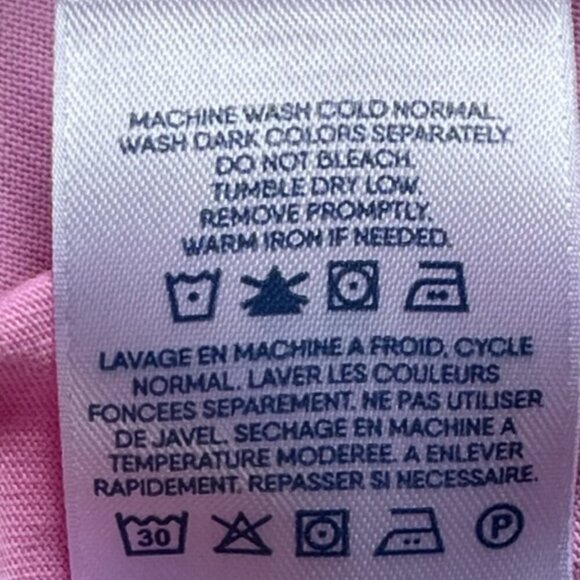 MACHINE WASH COLD NORMAL.
WASH DARK COLORS SEPARATELY.
DO NOT BLEACH.
TUMBLE DRY LOW.
REMOVE PROMPTLY.
WARM IRON IF NEEDED.
LAVAGE EN MACHINE A FROID, CYCLE
NORMAL. LAVER LES COULEURS
FONCEES SEPAREMENT. NE PAS UTILISER
DE JAVEL. SECHAGE EN MACHINE A
TEMPERATURE MODEREE. A ENLEVER
RAPIDEMENT. REPASSER SI NECESSAIRE.
30 P